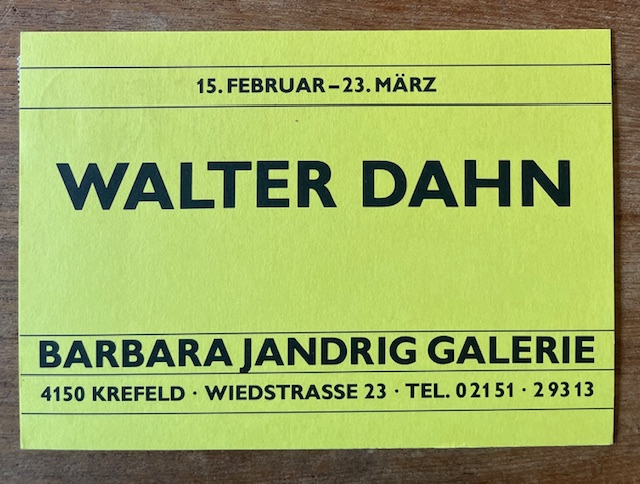 15. FEBRUAR – 23. MÄRZ
WALTER DAHN
BARBARA JANDRIG GALERIE
4150 KREFELD · WIEDSTRASSE 23 · TEL. 02151 · 29313